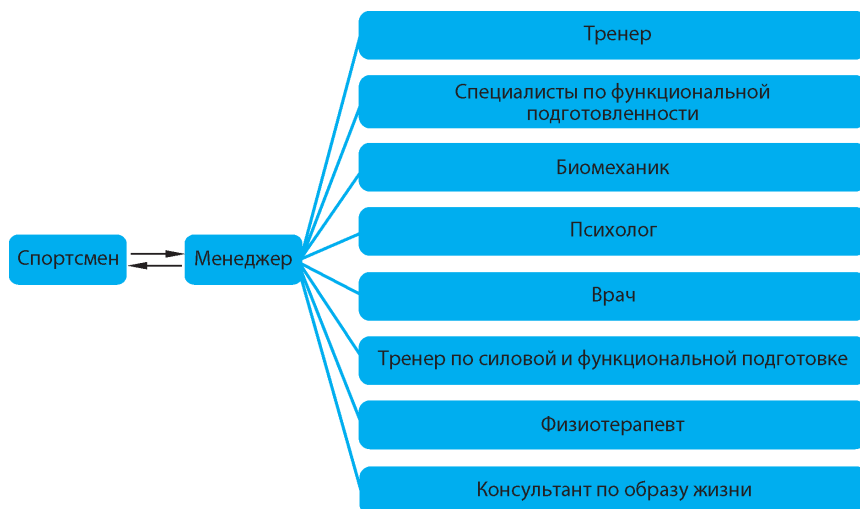 Тренер
Специалисты по функциональной
подготовленности
Биомеханик
Психолог
Спортсмен
Менеджер
Врач
Тренер по силовой и функциональной подготовке
Физиотерапевт
Консультант по образу жизни